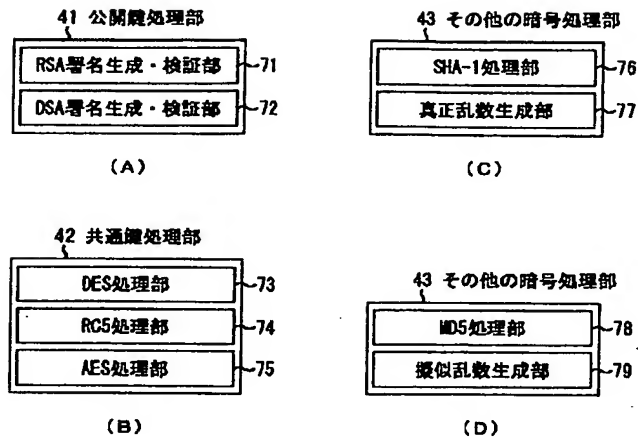 41 公開鍵処理部
RSA署名生成・検証部
71
DSA署名生成・検証部
72
(A)
43 その他の暗号処理部
SHA-1処理部
76
真正乱数生成部
77
(C)
42 共通鍵処理部
DES処理部
73
RC5処理部
74
AES処理部
75
(B)
43 その他の暗号処理部
MD5処理部
78
擬似乱数生成部
79
(D)